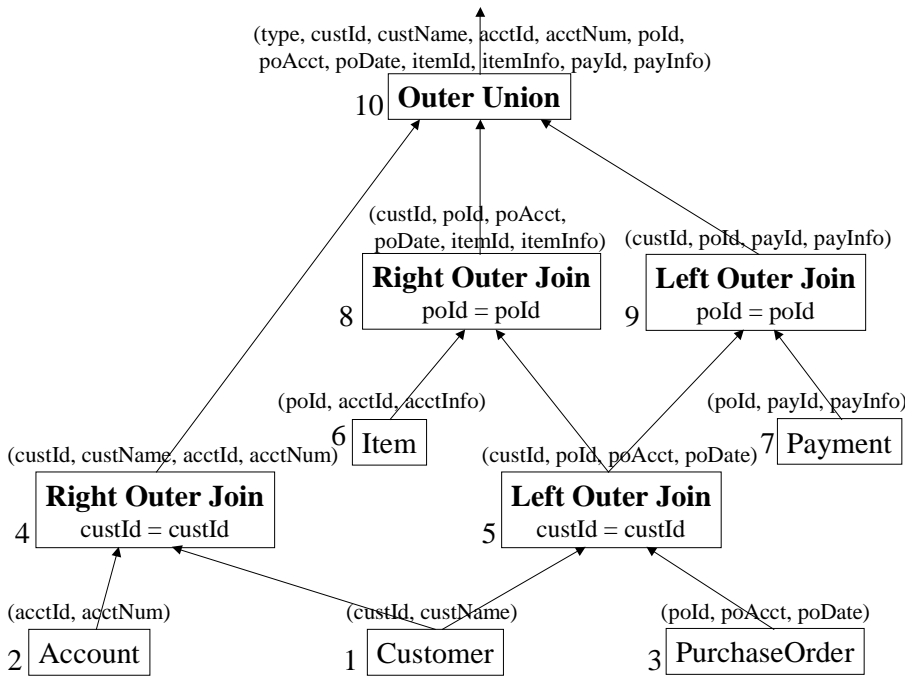 (type, custId, custName, acctId, acctNum, poId,
poAcct, poDate, itemId, itemInfo, payId, payInfo)
10 Outer Union
(custId, poId, poAcct,
poDate, itemId, itemInfo)
(custId, poId, payId, payInfo)
Right Outer Join
8 poId = poId
Left Outer Join
9 poId = poId
(poId, acctId, acctInfo)
6 Item
(poId, payId, payInfo)
7 Payment
(custId, custName, acctId, acctNum)
Right Outer Join
4 custId = custId
(custId, poId, poAcct, poDate)
Left Outer Join
5 custId = custId
(acctId, acctNum)
2 Account
(custId, custName)
1 Customer
(poId, poAcct, poDate)
3 PurchaseOrder